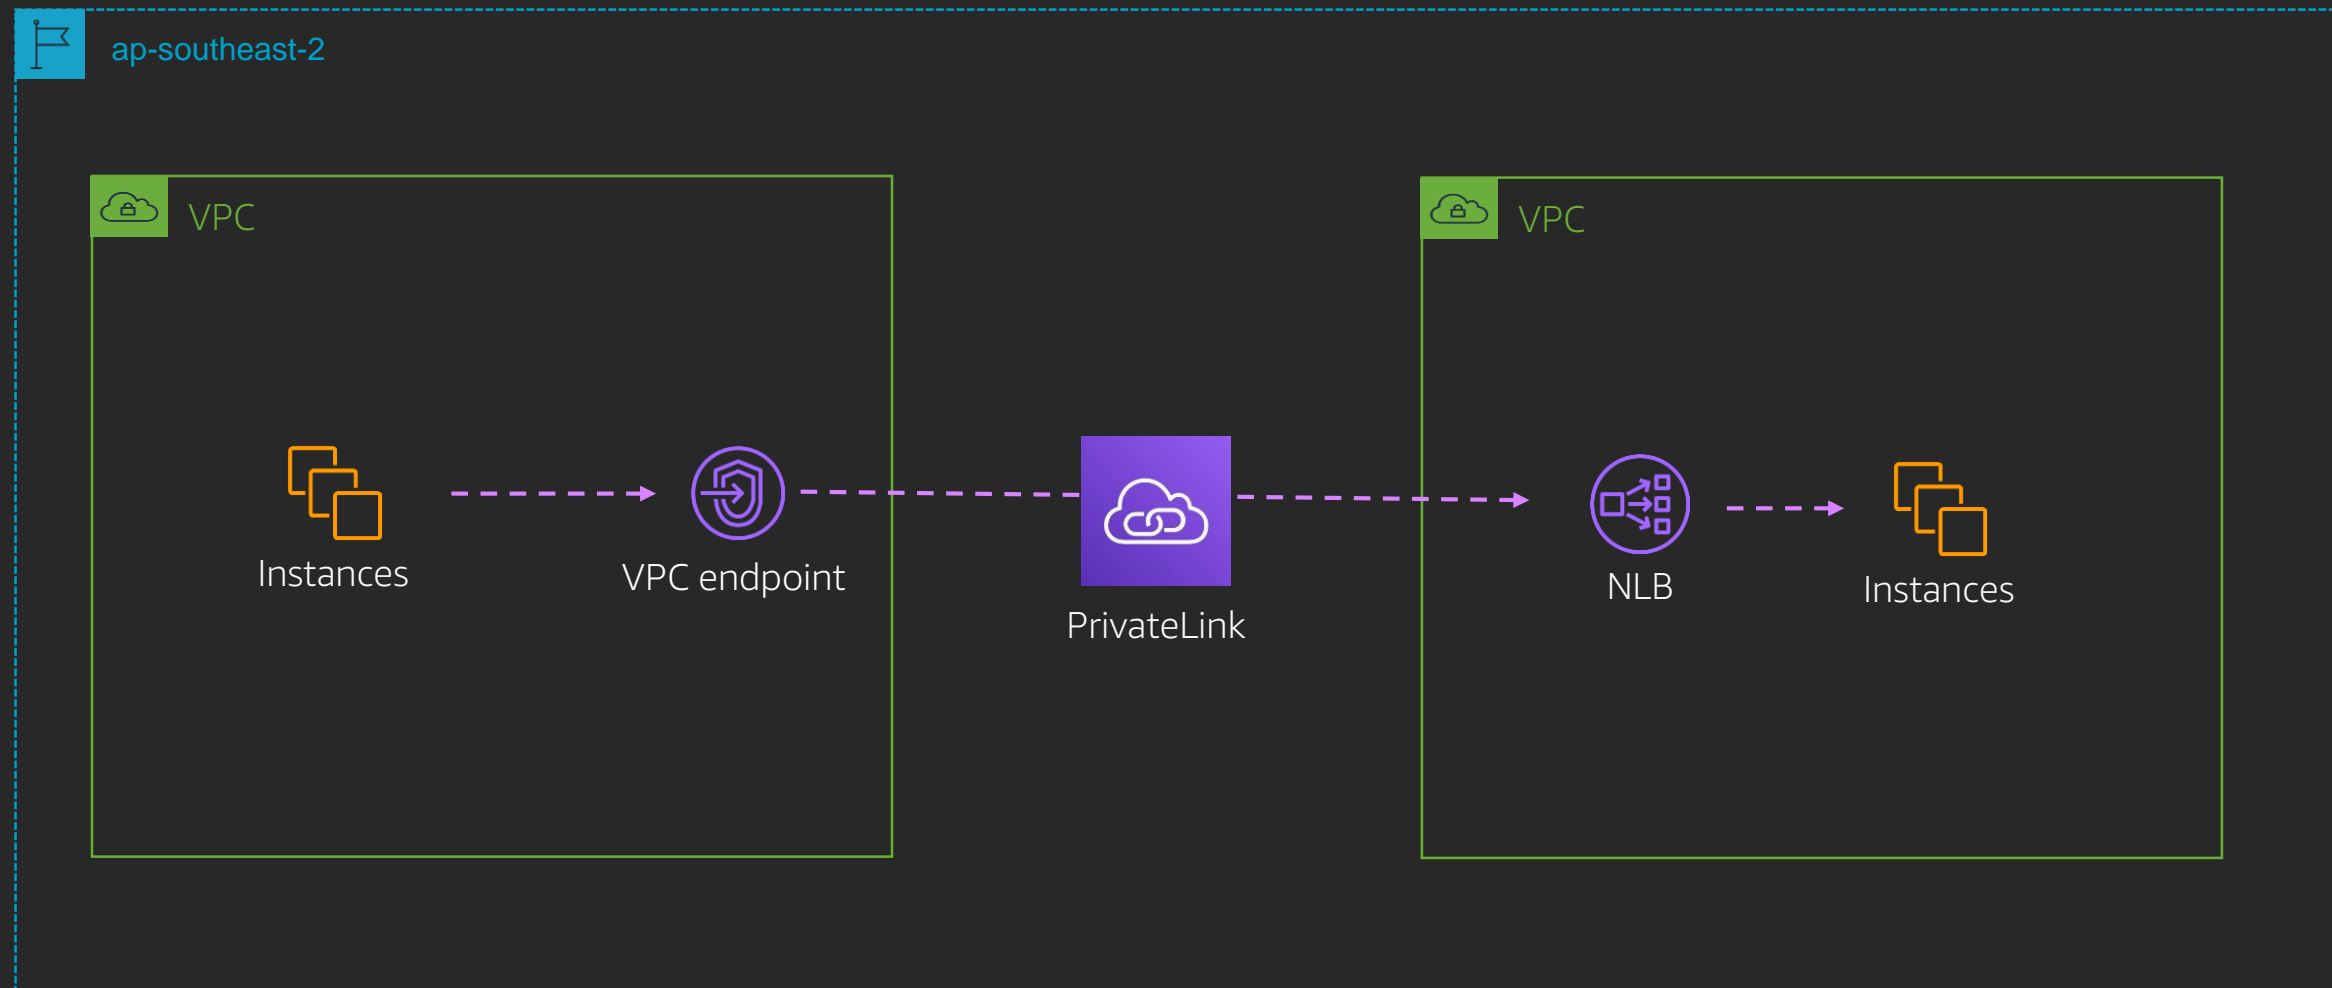 ap-southeast-2
VPC
VPC
Instances
VPC endpoint
PrivateLink
NLB
Instances